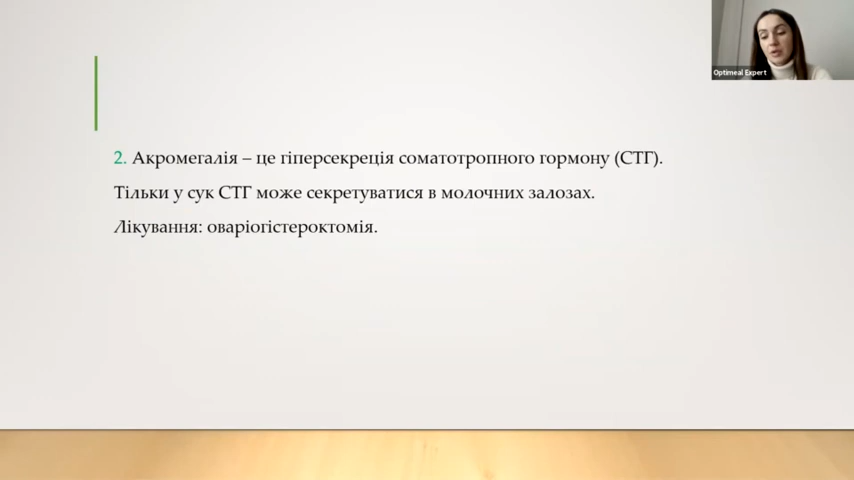 Optimeal Expert
2. Акромегалія – це гіперсекреція соматотропного гормону (СТГ).
Тільки у сук СТГ може секретуватися в молочних залозах.
Лікування: оваріогістероктомія.